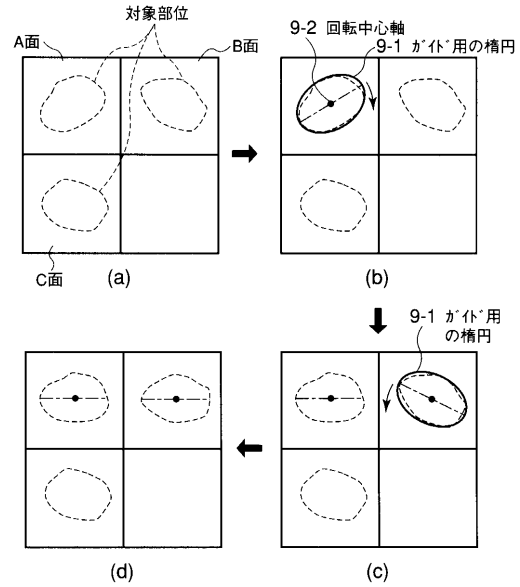 対象部位
A面
B面
C面
(a)
9-2 回転中心軸
9-1 ガイド用の楕円
(b)
9-1 ガイド用
の楕円
(d)
(c)